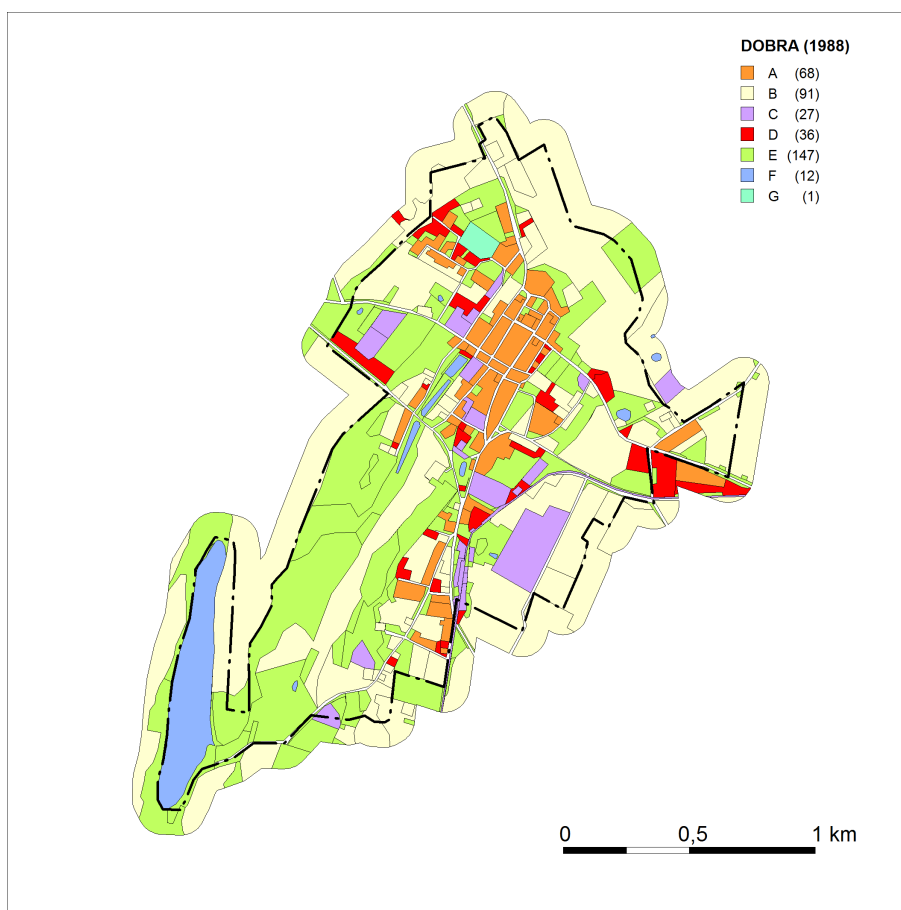 DOBRA (1988)
A (68)
B (91)
C (27)
D (36)
E (147)
F (12)
G (1)
0 0,5 1 km